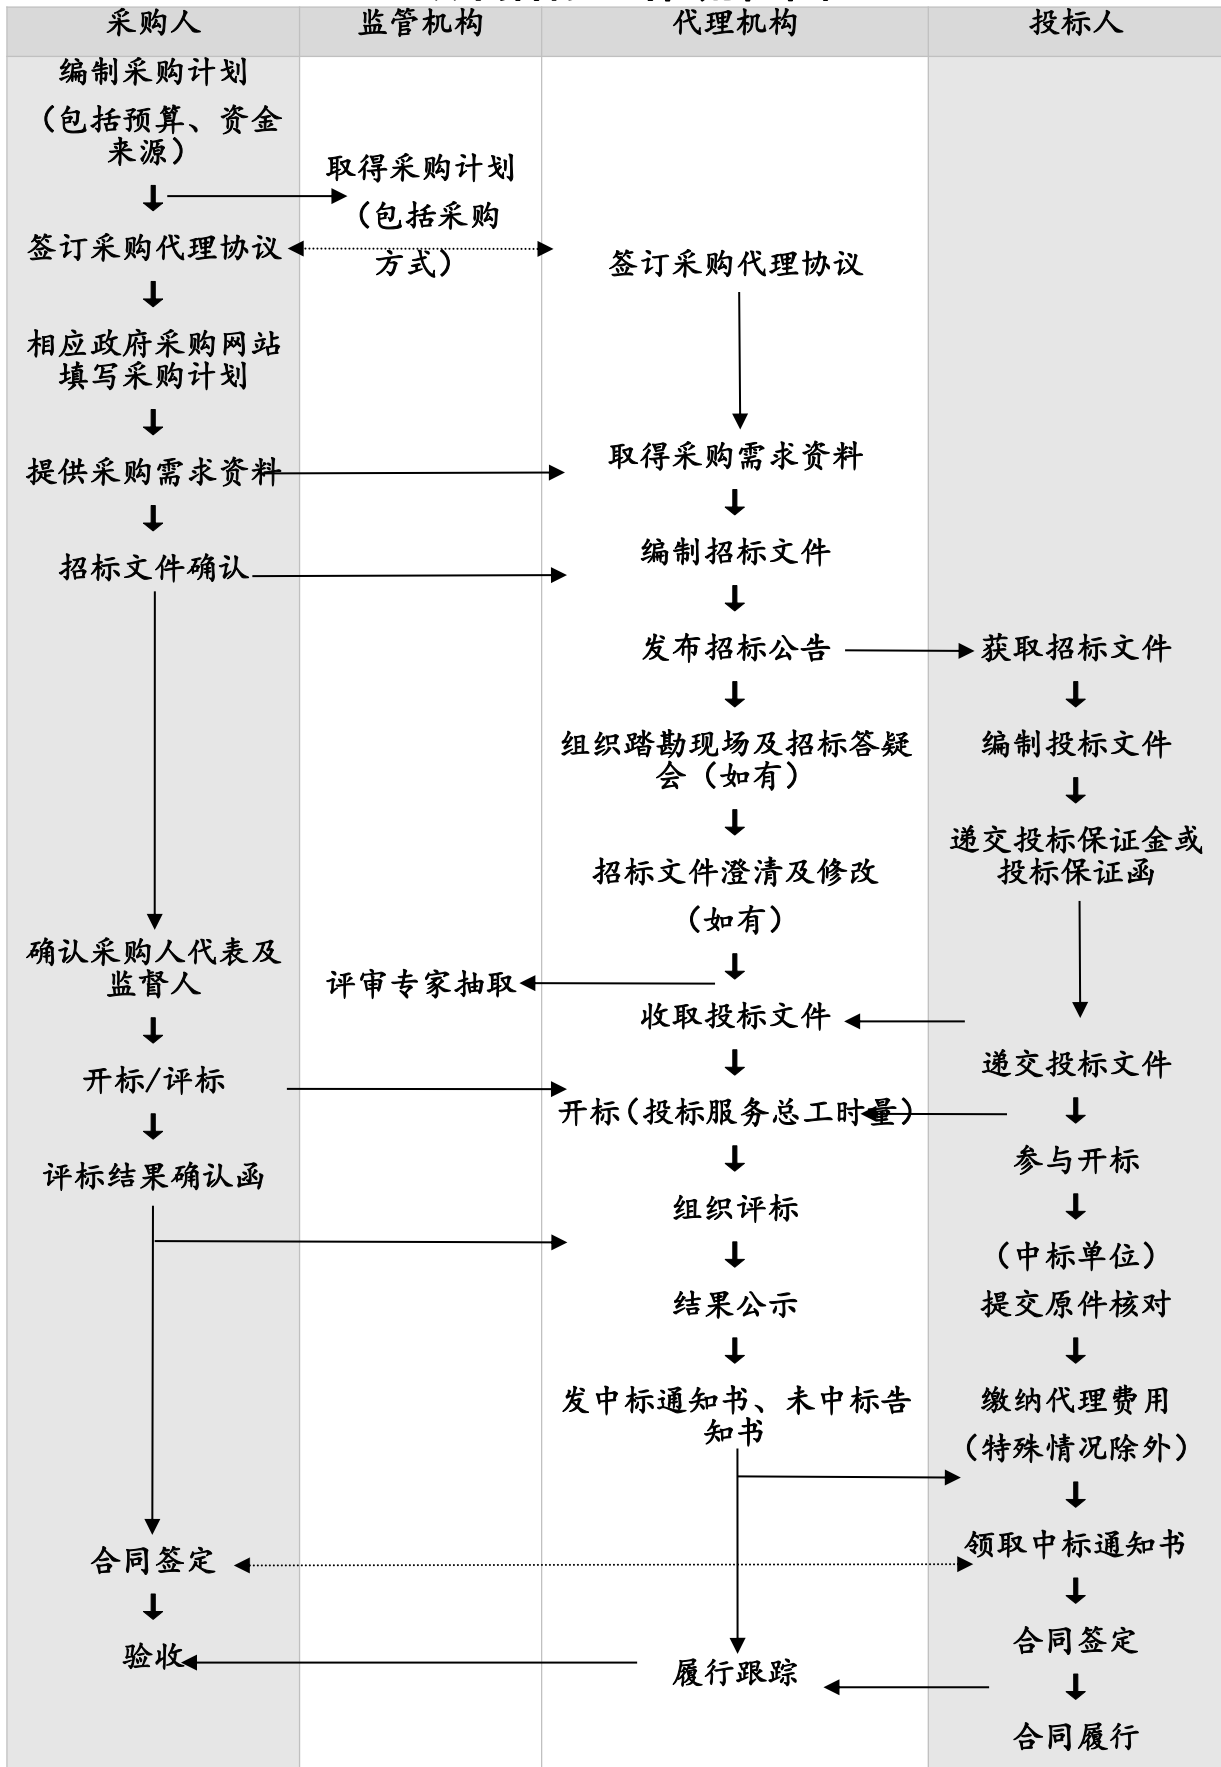 采购人
监管机构
代理机构
投标人
编制采购计划
（包括预算、资金
来源）
签订采购代理协议
相应政府采购网站
填写采购计划
提供采购需求资料
招标文件确认
确认采购人代表及
监督人
开标/评标
评标结果确认函
合同签定
验收
取得采购计划
（包括采购
方式）
评审专家抽取
签订采购代理协议
取得采购需求资料
编制招标文件
发布招标公告
组织踏勘现场及招标答疑
会（如有）
招标文件澄清及修改
（如有）
收取投标文件
开标（投标服务总工时量）
组织评标
结果公示
发中标通知书、未中标告
知书
履行跟踪
获取招标文件
编制投标文件
递交投标保证金或
投标保证函
递交投标文件
参与开标
（中标单位）
提交原件核对
缴纳代理费用
（特殊情况除外）
领取中标通知书
合同签定
合同履行